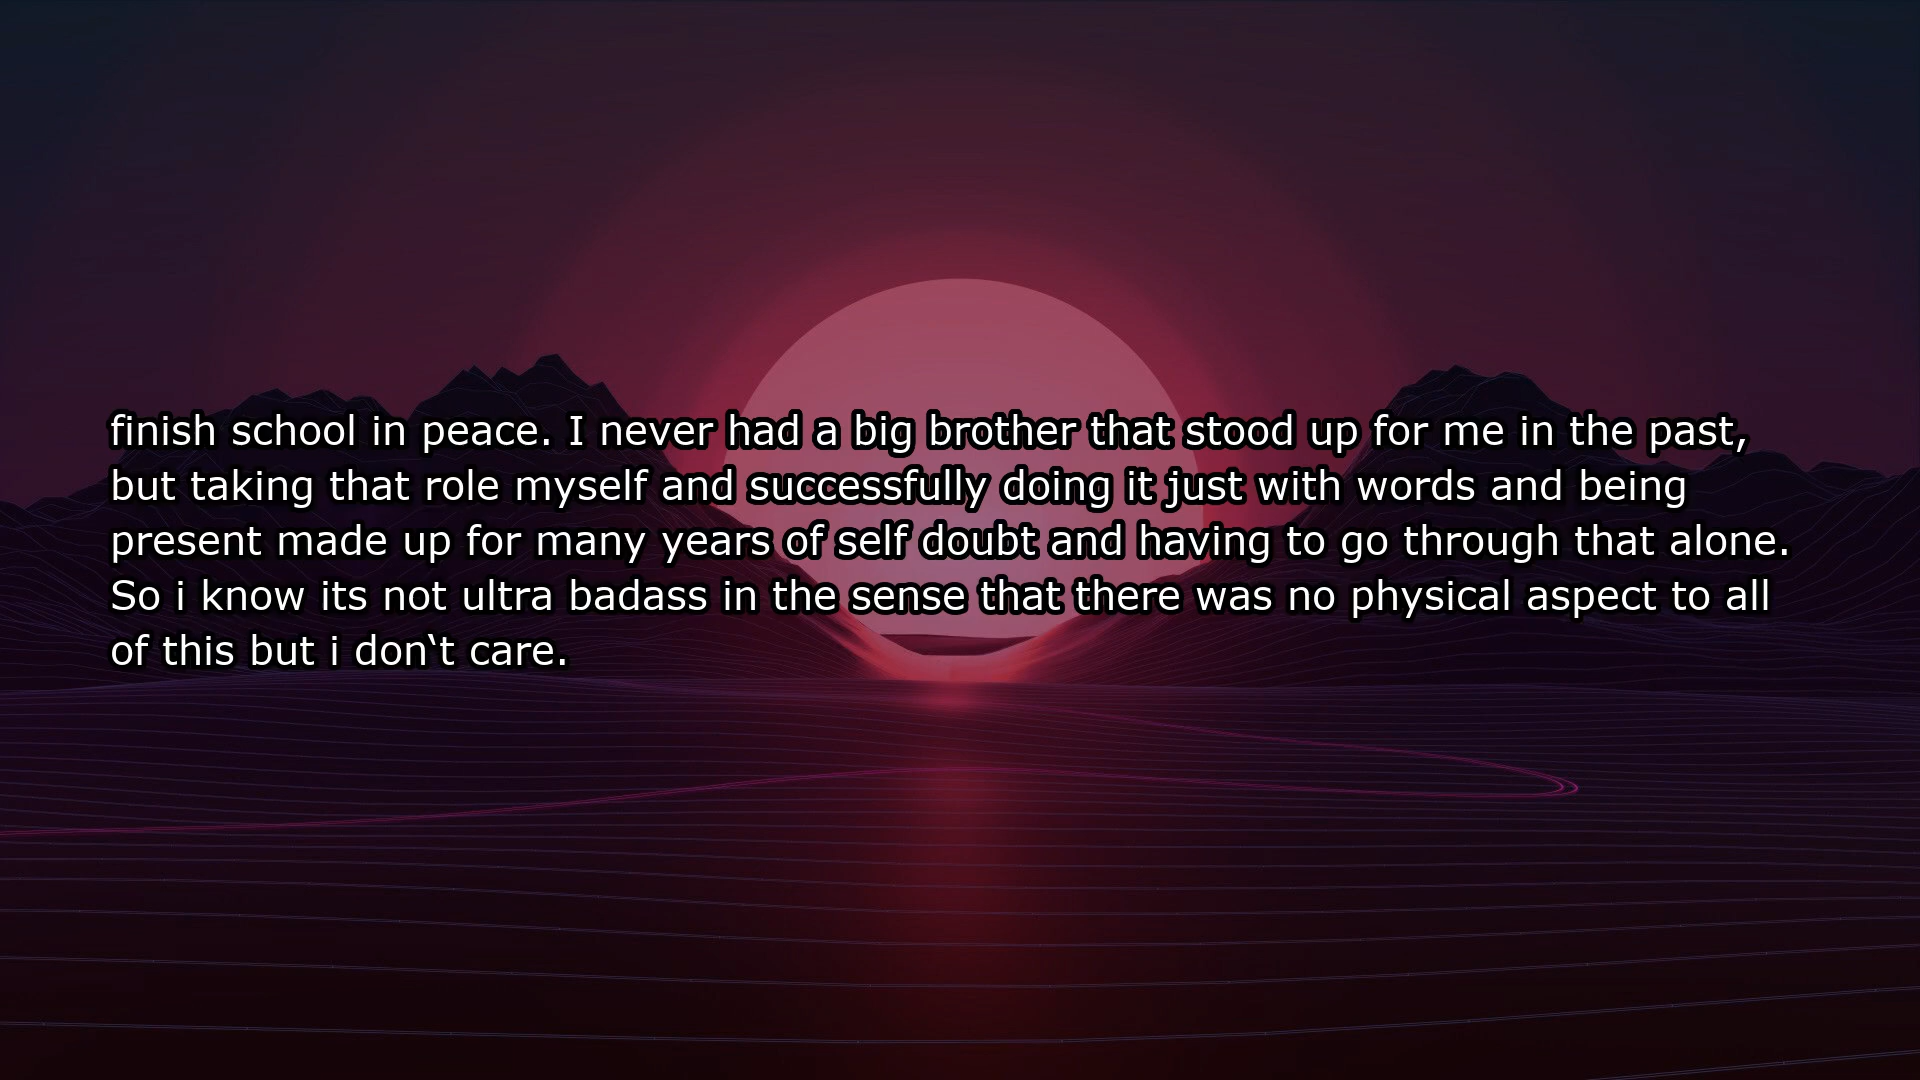 finish school in peace. I never had a big brother that stood up for me in the past,
but taking that role myself and successfully doing it just with words and being
present made up for many years of self doubt and having to go through that alone.
So i know its not ultra badass in the sense that there was no physical aspect to all
of this but i don‘t care.